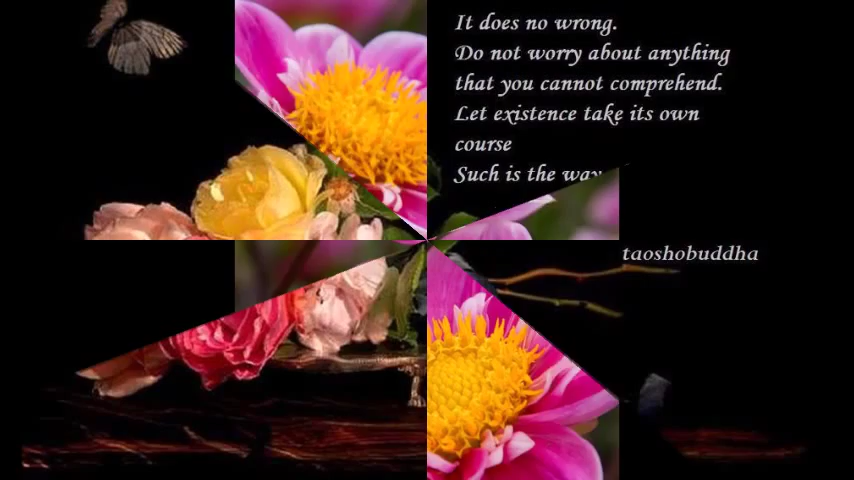 It does no wrong.
Do not worry about anything
that you cannot comprehend.
Let existence take its own
course
Such is the way
taoshobuddha